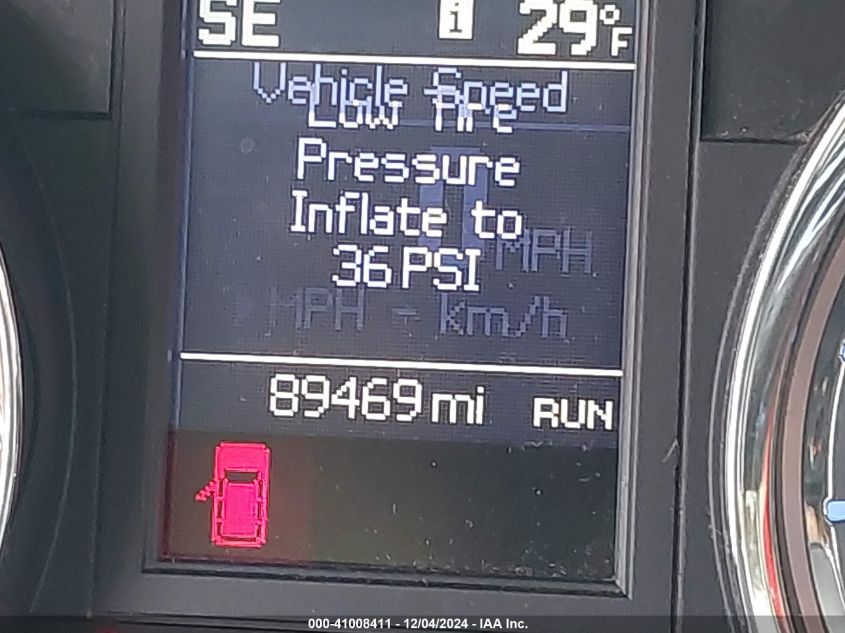 SE i 29°F
Vehicle Speed
Low Tire
Pressure
Inflate to
36 PSI
MPH
MPH - km/h
89469 mi RUN
000-41008411 - 12/04/2024 - IAA Inc.